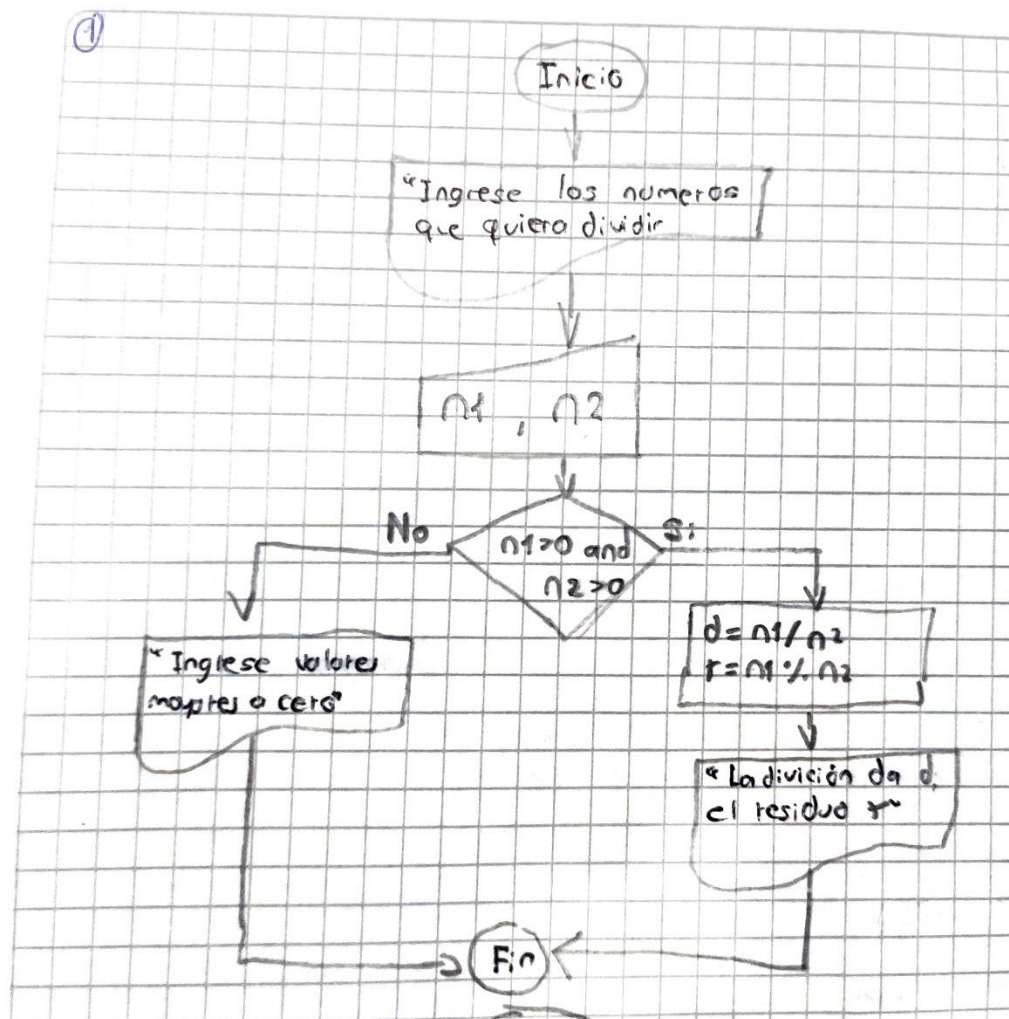 1
Inicio
"Ingrese los numeros
que quiera dividir
n1, n2
No
n1>0 and
n2>0
Si
"Ingrese valores
mayores a cero"
d=n1/n2
r=n1%n2
"La división da d,
el residuo r"
Fin